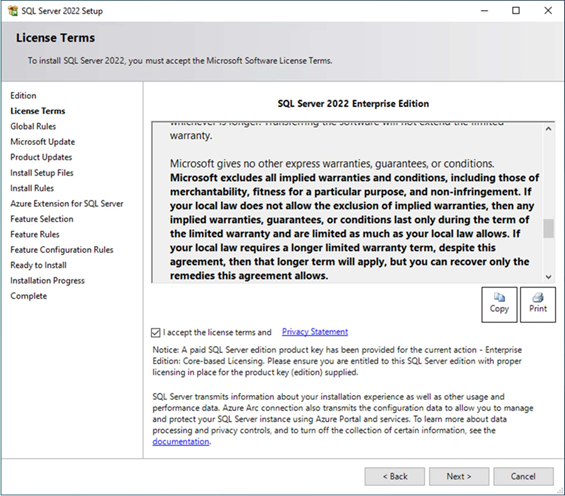 SQL Server 2022 Setup
License Terms
To install SQL Server 2022, you must accept the Microsoft Software License Terms.
Edition
License Terms
Global Rules
Microsoft Update
Product Updates
Install Setup Files
Install Rules
Azure Extension for SQL Server
Feature Selection
Feature Rules
Feature Configuration Rules
Ready to Install
Installation Progress
Complete
SQL Server 2022 Enterprise Edition
whichever is longer. Transferring the software will not extend the limited
warranty.
Microsoft gives no other express warranties, guarantees, or conditions.
Microsoft excludes all implied warranties and conditions, including those of
merchantability, fitness for a particular purpose, and non-infringement. If
your local law does not allow the exclusion of implied warranties, then any
implied warranties, guarantees, or conditions last only during the term of
the limited warranty and are limited as much as your local law allows. If
your local law requires a longer limited warranty term, despite this
agreement, then that longer term will apply, but you can recover only the
remedies this agreement allows.
Copy
Print
I accept the license terms and Privacy Statement
Notice: A paid SQL Server edition product key has been provided for the current action - Enterprise
Edition: Core-based Licensing. Please ensure you are entitled to this SQL Server edition with proper
licensing in place for the product key (edition) supplied.
SQL Server transmits information about your installation experience as well as other usage and
performance data. Azure Arc connection also transmits the configuration data to allow you to manage
and protect your SQL Server instance using Azure Portal and services. To learn more about data
processing and privacy controls, and to turn off the collection of certain information, see the
documentation.
< Back
Next >
Cancel